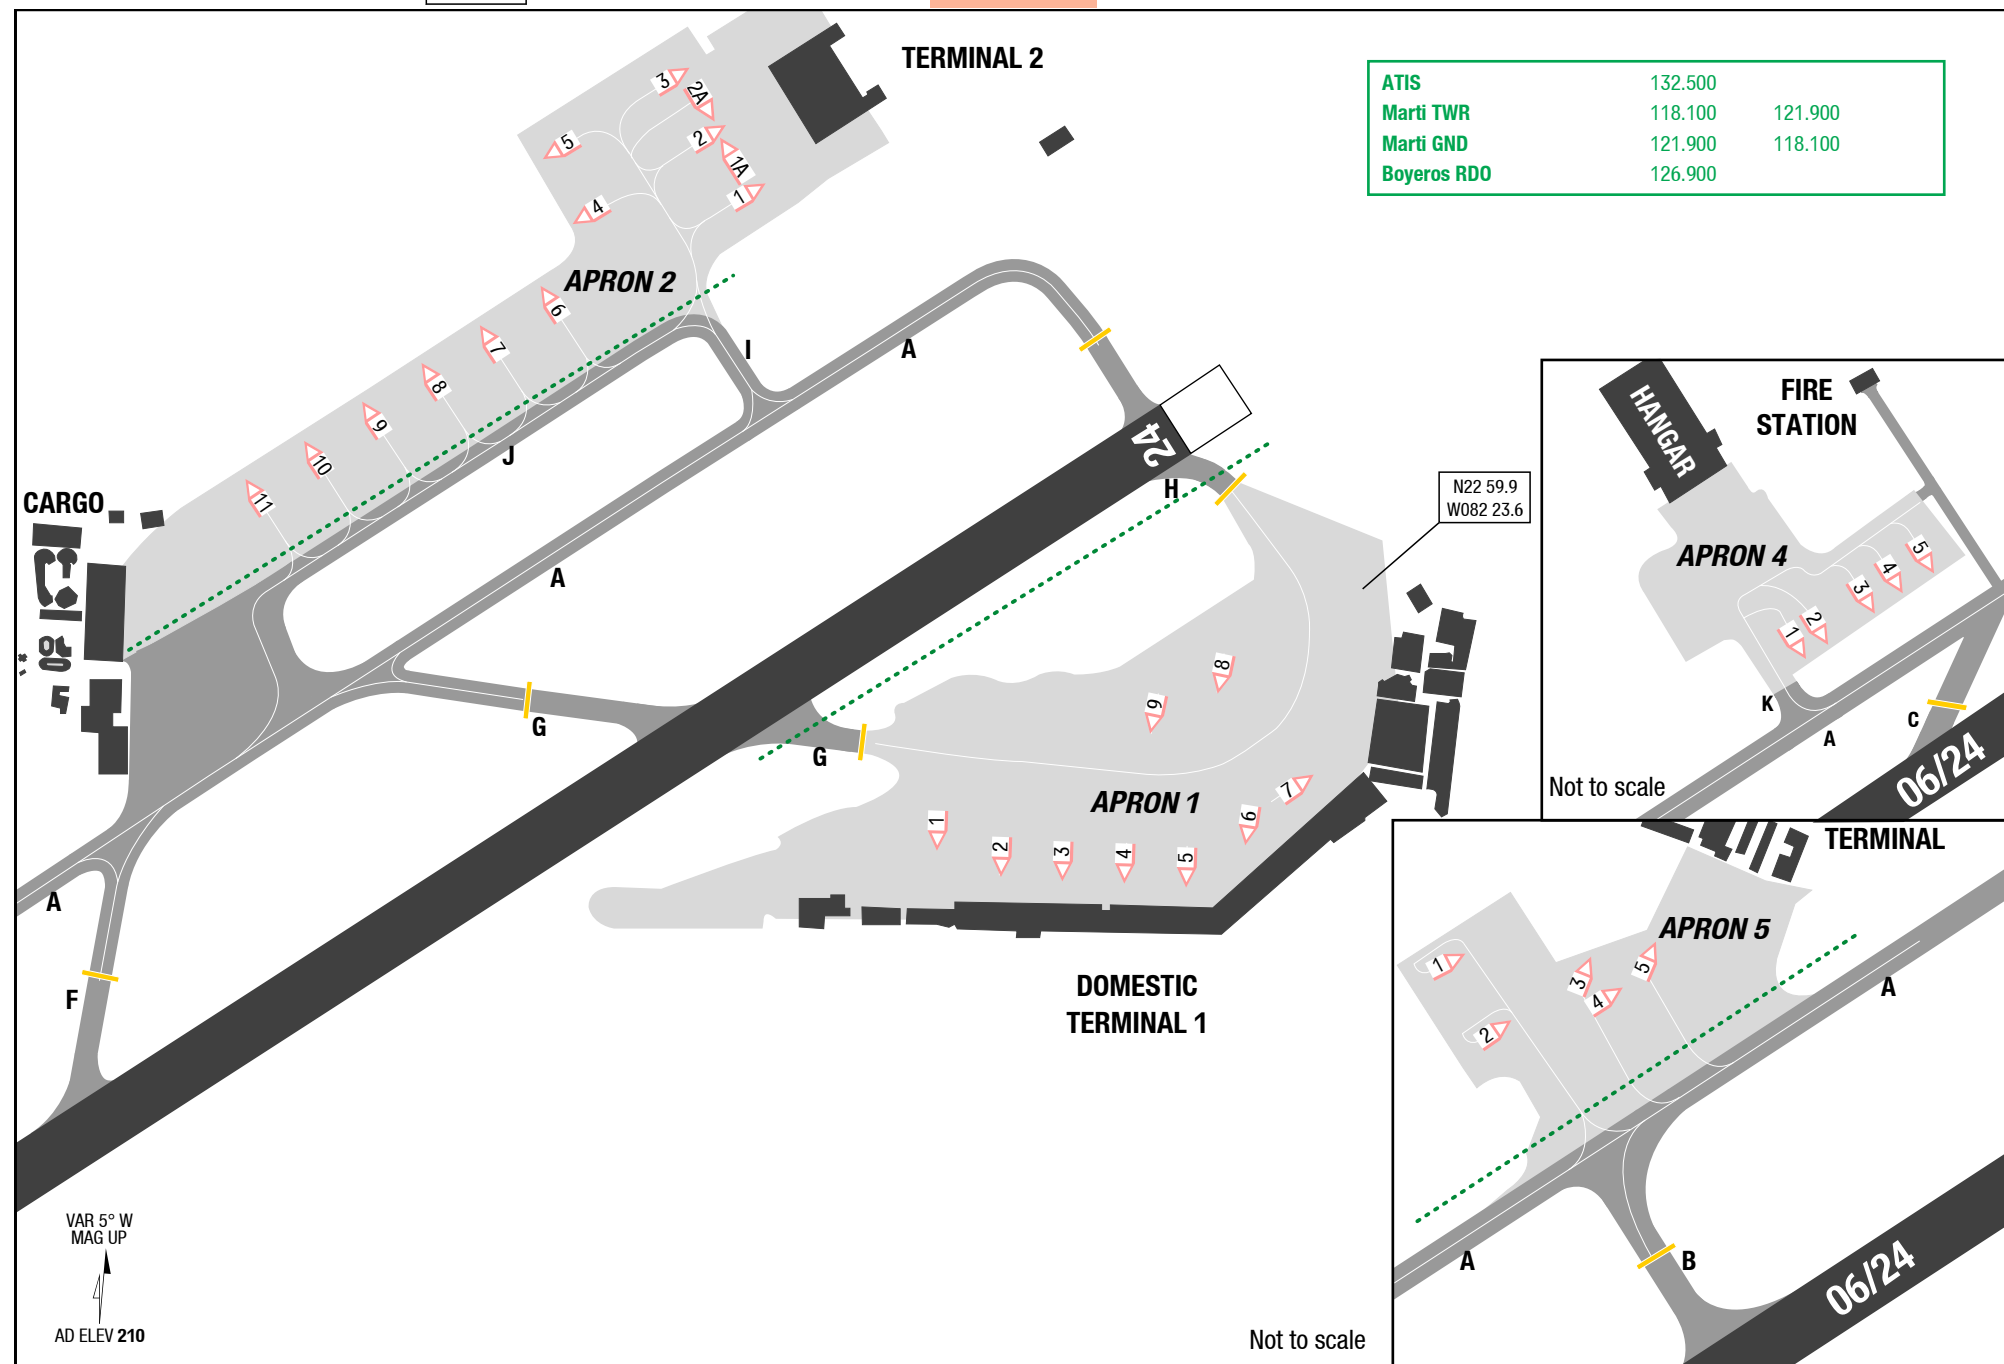 TERMINAL 2
ATIS 132.500
Marti TWR 118.100 121.900
Marti GND 121.900 118.100
Boyeros RDO 126.900
3
2A
2
1A
1
5
4
APRON 2
6
7
8
9
10
11
I
A
J
A
24
H
CARGO
N22 59.9
W082 23.6
G
G
A
F
8
9
7
6
APRON 1
1
2
3
4
5
DOMESTIC
TERMINAL 1
VAR 5° W
MAG UP
AD ELEV 210
HANGAR
FIRE
STATION
APRON 4
5
4
3
2
1
K
A
C
06/24
Not to scale
TERMINAL
APRON 5
1
2
3
4
5
A
A
B
06/24
Not to scale